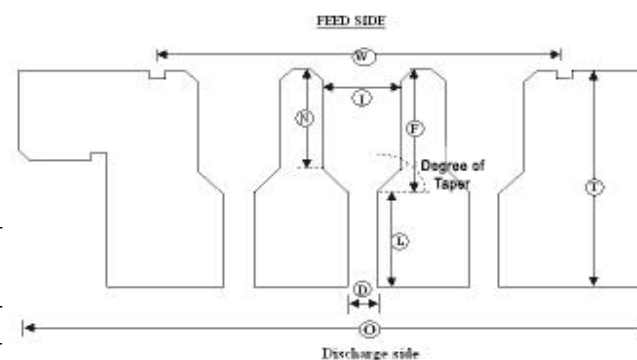 FEED SIDE
W
I
N
F
Degree of
Taper
T
L
D
O
Discharge side